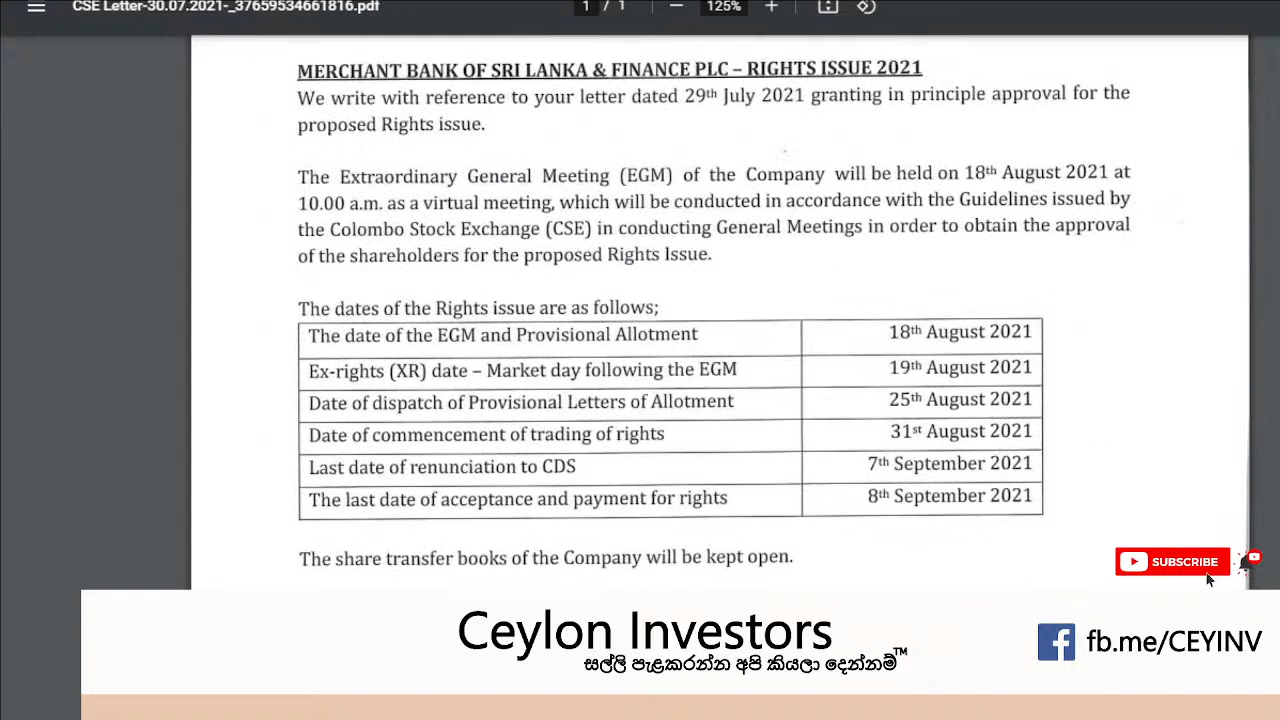 CSE Letter-30.07.2021-_37659534661816.pdf
1 / 1
125%
MERCHANT BANK OF SRI LANKA & FINANCE PLC – RIGHTS ISSUE 2021
We write with reference to your letter dated 29th July 2021 granting in principle approval for the
proposed Rights issue.
The Extraordinary General Meeting (EGM) of the Company will be held on 18th August 2021 at
10.00 a.m. as a virtual meeting, which will be conducted in accordance with the Guidelines issued by
the Colombo Stock Exchange (CSE) in conducting General Meetings in order to obtain the approval
of the shareholders for the proposed Rights Issue.
The dates of the Rights issue are as follows;
The date of the EGM and Provisional Allotment 18th August 2021
Ex-rights (XR) date – Market day following the EGM 19th August 2021
Date of dispatch of Provisional Letters of Allotment 25th August 2021
Date of commencement of trading of rights 31st August 2021
Last date of renunciation to CDS 7th September 2021
The last date of acceptance and payment for rights 8th September 2021
The share transfer books of the Company will be kept open.
SUBSCRIBE
Ceylon Investors
සල්ලි පැළකරන්න අපි කියලා දෙන්නම් ™
fb.me/CEYINV